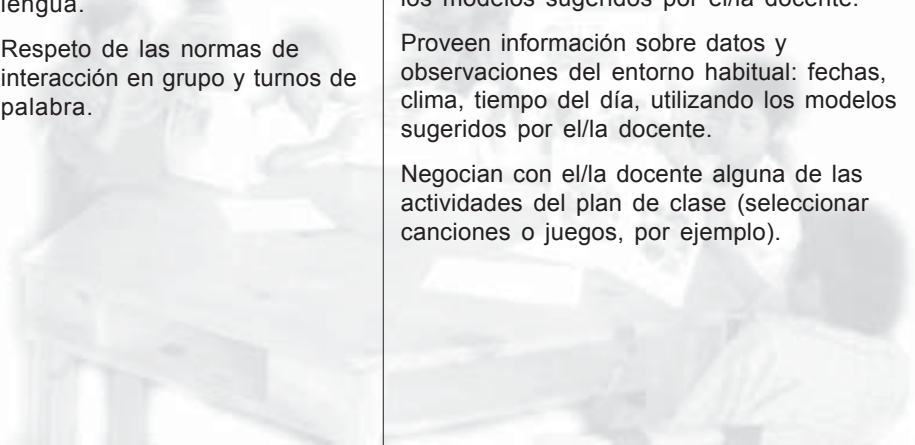 lengua.
Respeto de las normas de
interacción en grupo y turnos de
palabra.
los modelos sugeridos por el/la docente.
Proveen información sobre datos y
observaciones del entorno habitual: fechas,
clima, tiempo del día, utilizando los modelos
sugeridos por el/la docente.
Negocian con el/la docente alguna de las
actividades del plan de clase (seleccionar
canciones o juegos, por ejemplo).